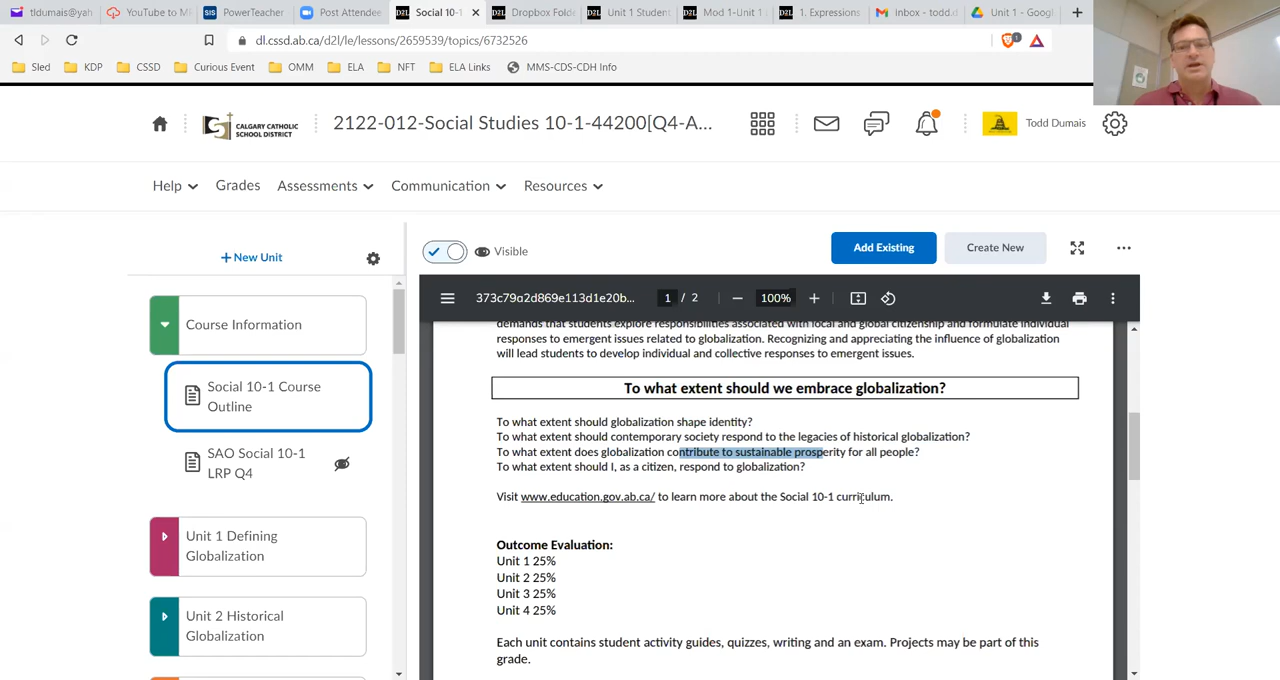 tldumais@yah
YouTube to MP
SIS PowerTeacher
Post Attendee
D2L Social 10-1
D2L Dropbox Folde
D2L Unit 1 Student
D2L Mod 1-Unit 1
D2L 1. Expressions
Inbox - todd.d
Unit 1 - Googl
dl.cssd.ab.ca/d2l/le/lessons/2659539/topics/6732526
Sled KDP CSSD Curious Event OMM ELA NFT ELA Links MMS-CDS-CDH Info
CALGARY CATHOLIC
SCHOOL DISTRICT
2122-012-Social Studies 10-1-44200[Q4-A...
Todd Dumais
Help Grades Assessments Communication Resources
+ New Unit
Visible
Add Existing
Create New
Course Information
Social 10-1 Course
Outline
SAO Social 10-1
LRP Q4
Unit 1 Defining
Globalization
Unit 2 Historical
Globalization
373c79a2d869e113d1e20b...
1 / 2
100%
demands that students explore responsibilities associated with local and global citizenship and formulate individual
responses to emergent issues related to globalization. Recognizing and appreciating the influence of globalization
will lead students to develop individual and collective responses to emergent issues.
To what extent should we embrace globalization?
To what extent should globalization shape identity?
To what extent should contemporary society respond to the legacies of historical globalization?
To what extent does globalization contribute to sustainable prosperity for all people?
To what extent should I, as a citizen, respond to globalization?
Visit www.education.gov.ab.ca/ to learn more about the Social 10-1 curriculum.
Outcome Evaluation:
Unit 1 25%
Unit 2 25%
Unit 3 25%
Unit 4 25%
Each unit contains student activity guides, quizzes, writing and an exam. Projects may be part of this
grade.